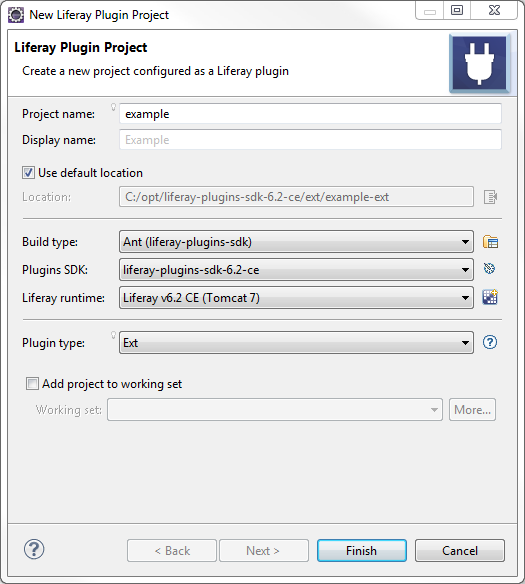 New Liferay Plugin Project
Liferay Plugin Project
Create a new project configured as a Liferay plugin
Project name: example
Display name: Example
Use default location
Location: C:/opt/liferay-plugins-sdk-6.2-ce/ext/example-ext
Build type: Ant (liferay-plugins-sdk)
Plugins SDK: liferay-plugins-sdk-6.2-ce
Liferay runtime: Liferay v6.2 CE (Tomcat 7)
Plugin type: Ext
Add project to working set
Working set: More...
< Back Next > Finish Cancel